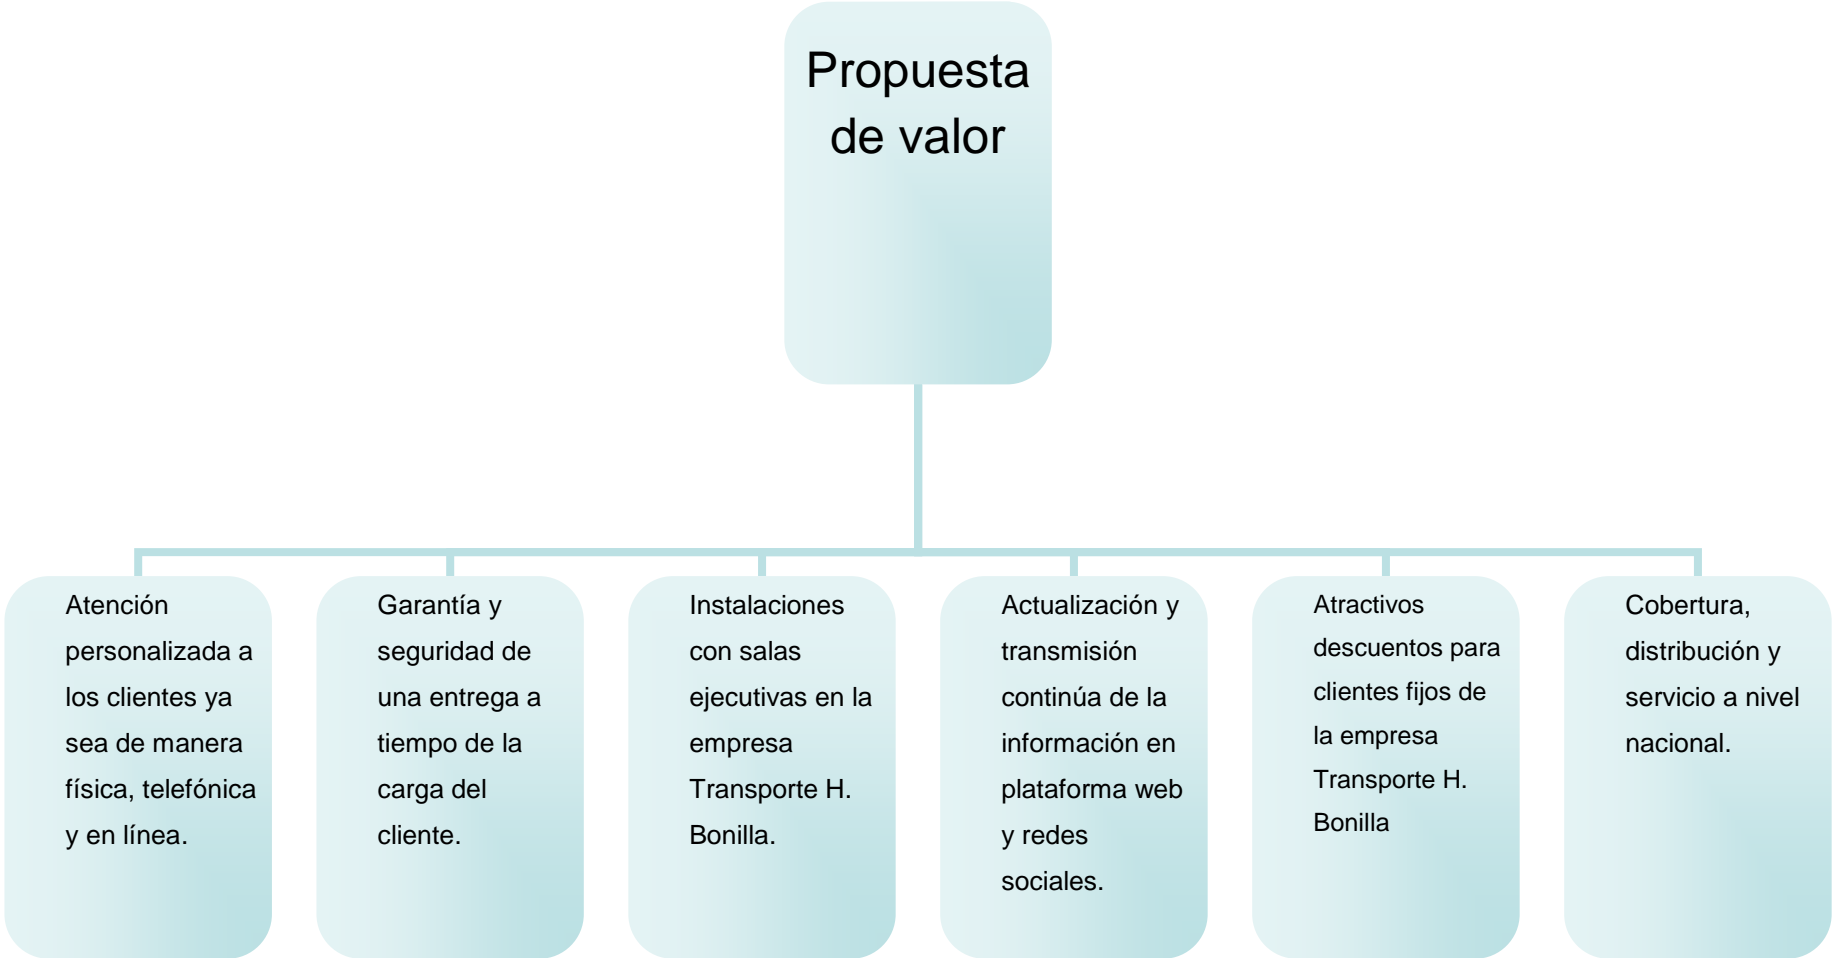 Propuesta
de valor
Atención
personalizada a
los clientes ya
sea de manera
física, telefónica
y en línea.
Garantía y
seguridad de
una entrega a
tiempo de la
carga del
cliente.
Instalaciones
con salas
ejecutivas en la
empresa
Transporte H.
Bonilla.
Actualización y
transmisión
continúa de la
información en
plataforma web
y redes
sociales.
Atractivos
descuentos para
clientes fijos de
la empresa
Transporte H.
Bonilla
Cobertura,
distribución y
servicio a nivel
nacional.